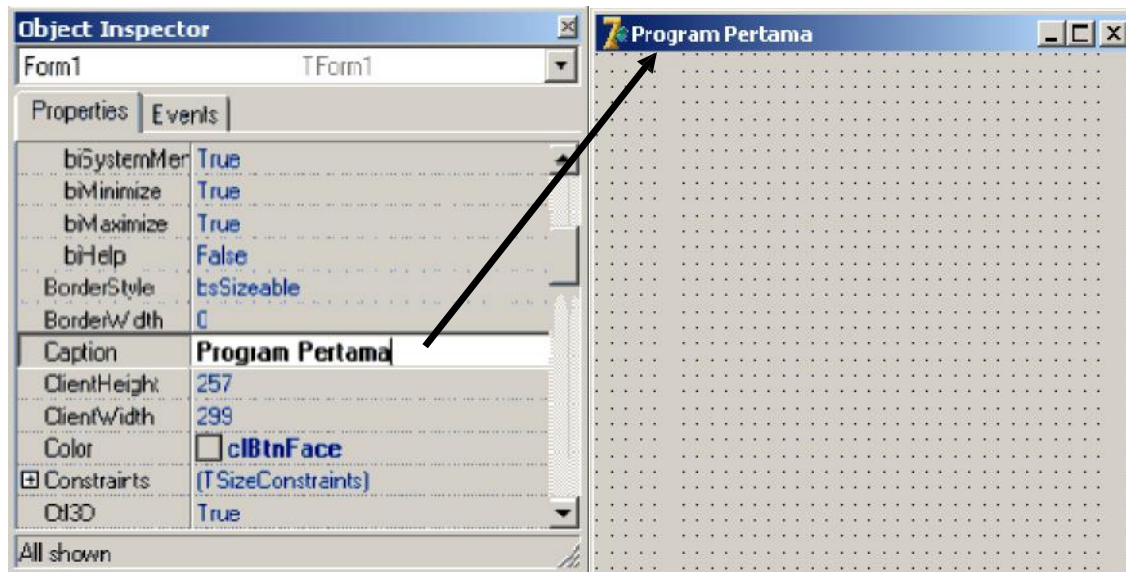 Object Inspector
Form1 TForm1
Properties Events
biSystemMer True
biMinimize True
biMaximize True
biHelp False
BorderStyle bsSizeable
BorderWidth 0
Caption Program Pertama
ClientHeight 257
ClientWidth 299
Color clBtnFace
Constraints (TSizeConstraints)
Ctl3D True
All shown
Program Pertama